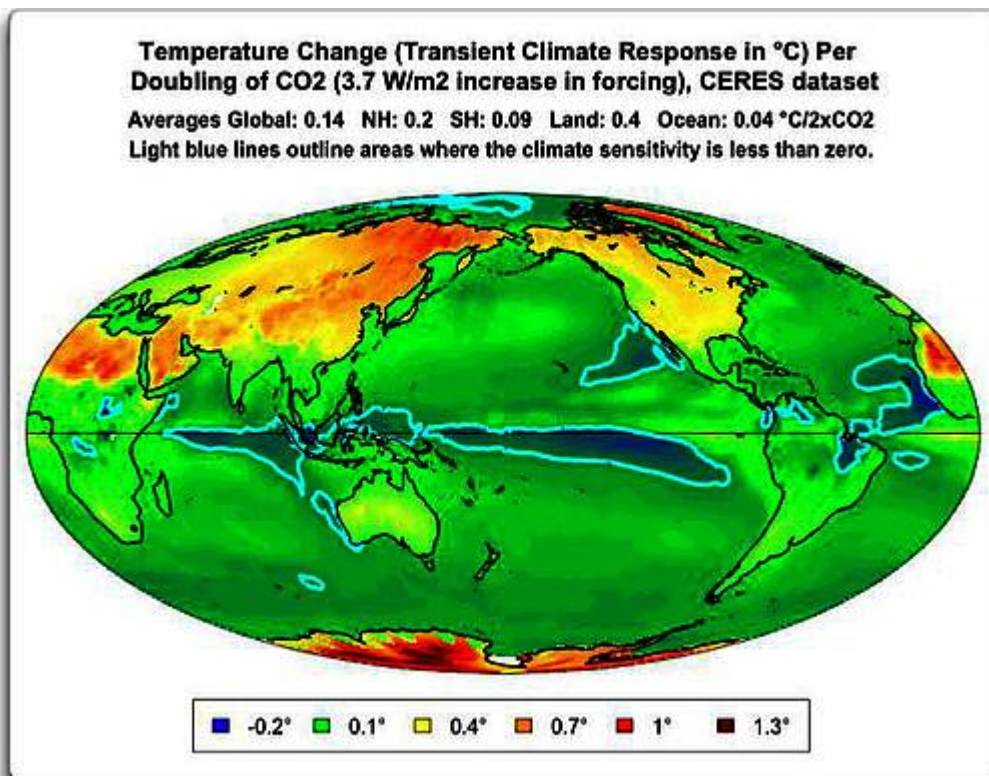 Temperature Change (Transient Climate Response in °C) Per
Doubling of CO2 (3.7 W/m2 increase in forcing), CERES dataset
Averages Global: 0.14 NH: 0.2 SH: 0.09 Land: 0.4 Ocean: 0.04 °C/2xCO2
Light blue lines outline areas where the climate sensitivity is less than zero.
-0.2° 0.1° 0.4° 0.7° 1° 1.3°